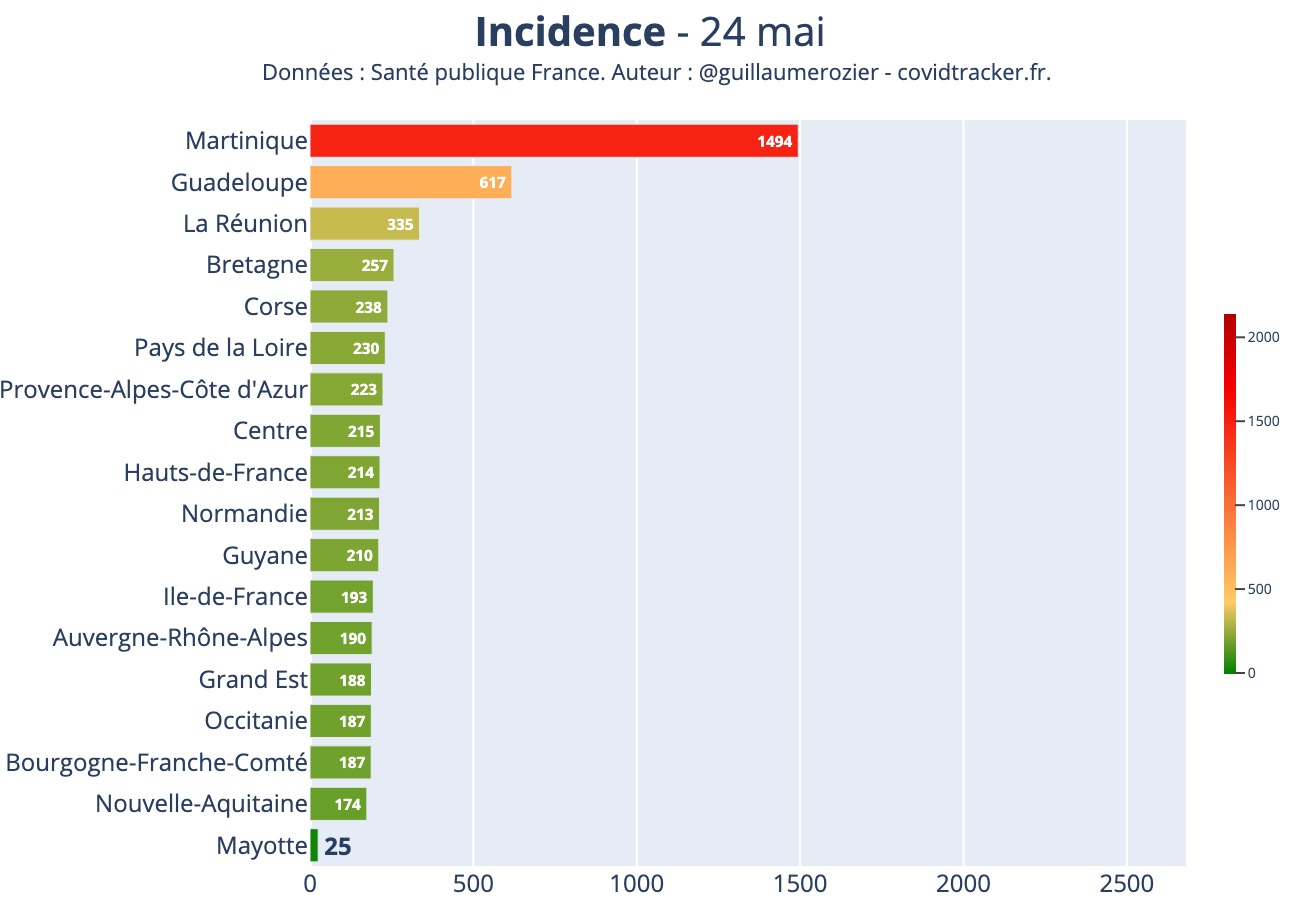 Incidence - 24 mai
Données : Santé publique France. Auteur : @guillaumerozier - covidtracker.fr.
Martinique 1494
Guadeloupe 617
La Réunion 335
Bretagne 257
Corse 238
Pays de la Loire 230
Provence-Alpes-Côte d'Azur 223
Centre 215
Hauts-de-France 214
Normandie 213
Guyane 210
Ile-de-France 193
Auvergne-Rhône-Alpes 190
Grand Est 188
Occitanie 187
Bourgogne-Franche-Comté 187
Nouvelle-Aquitaine 174
Mayotte 25
0 500 1000 1500 2000 2500
2000
1500
1000
500
0